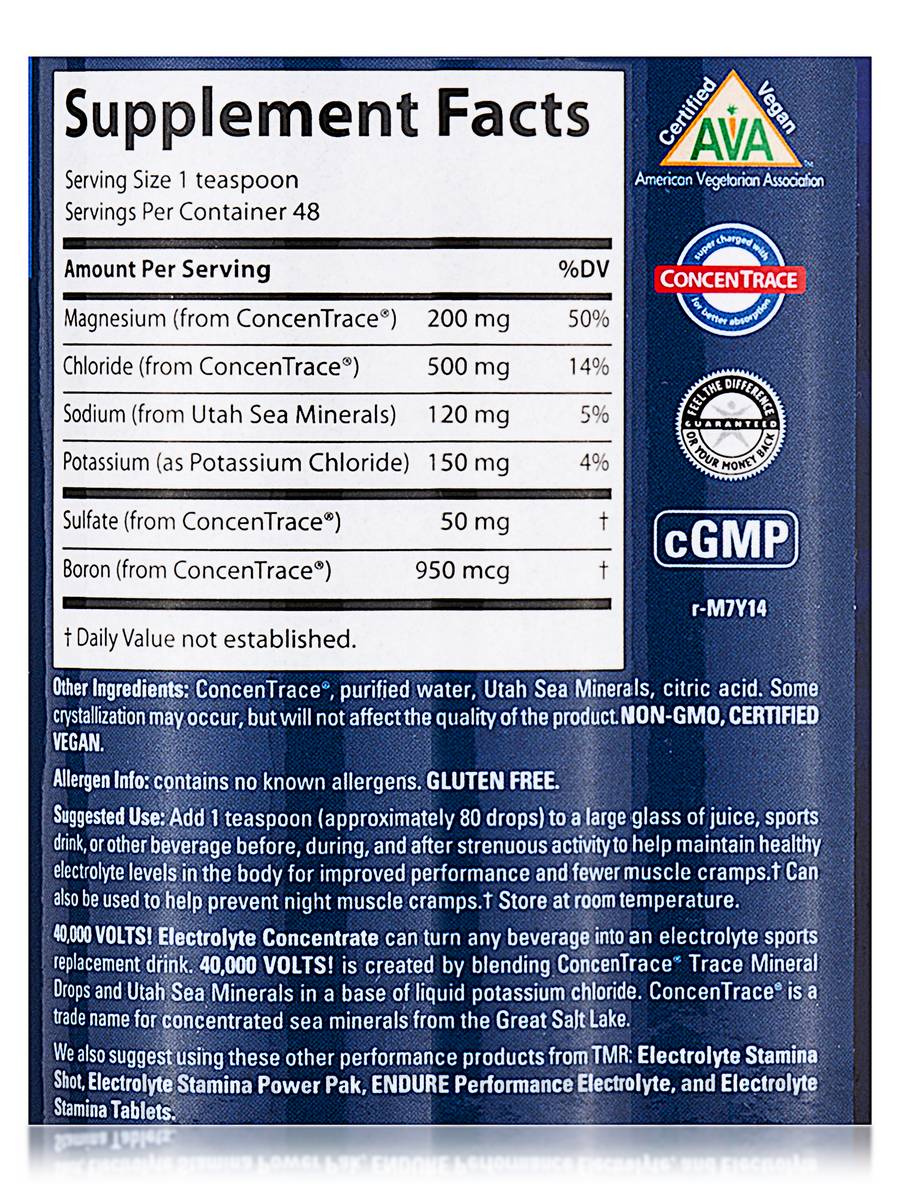 Supplement Facts
Serving Size 1 teaspoon
Servings Per Container 48
Amount Per Serving %DV
Magnesium (from ConcenTrace®) 200 mg 50%
Chloride (from ConcenTrace®) 500 mg 14%
Sodium (from Utah Sea Minerals) 120 mg 5%
Potassium (as Potassium Chloride) 150 mg 4%
Sulfate (from ConcenTrace®) 50 mg †
Boron (from ConcenTrace®) 950 mcg †
† Daily Value not established.
Certified Vegan
AVA
TM
American Vegetarian Association
super charged with
CONCENTRACE
for better absorption
FEEL THE DIFFERENCE
GUARANTEED
OR YOUR MONEY BACK
cGMP
r-M7Y14
Other Ingredients: ConcenTrace®, purified water, Utah Sea Minerals, citric acid. Some
crystallization may occur, but will not affect the quality of the product. NON-GMO, CERTIFIED
VEGAN.
Allergen Info: contains no known allergens. GLUTEN FREE.
Suggested Use: Add 1 teaspoon (approximately 80 drops) to a large glass of juice, sports
drink, or other beverage before, during, and after strenuous activity to help maintain healthy
electrolyte levels in the body for improved performance and fewer muscle cramps.† Can
also be used to help prevent night muscle cramps.† Store at room temperature.
40,000 VOLTS! Electrolyte Concentrate can turn any beverage into an electrolyte sports
replacement drink. 40,000 VOLTS! is created by blending ConcenTrace® Trace Mineral
Drops and Utah Sea Minerals in a base of liquid potassium chloride. ConcenTrace® is a
trade name for concentrated sea minerals from the Great Salt Lake.
We also suggest using these other performance products from TMR: Electrolyte Stamina
Shot, Electrolyte Stamina Power Pak, ENDURE Performance Electrolyte, and Electrolyte
Stamina Tablets.